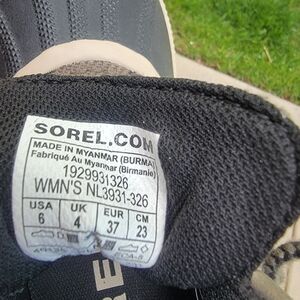 SOREL.COM
MADE IN MYANMAR (BURMA)
Fabriqué Au Myanmar (Birmanie)
1929931326
WMN'S NL3931-326
USA UK EUR CM
6 4 37 23
RE